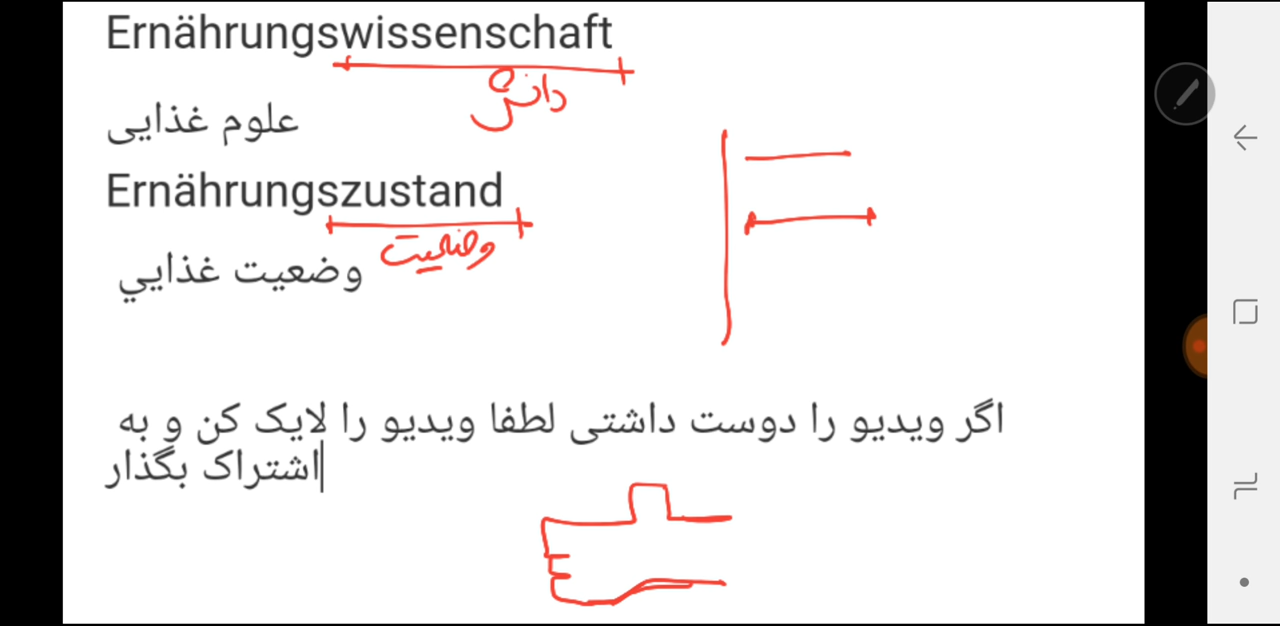 Ernährungswissenschaft
دانش
علوم غذایی
Ernährungszustand
وضعیت
وضعیت غذايي
اگر ویدیو را دوست داشتی لطفا ویدیو را لایک کن و به
اشتراک بگذار